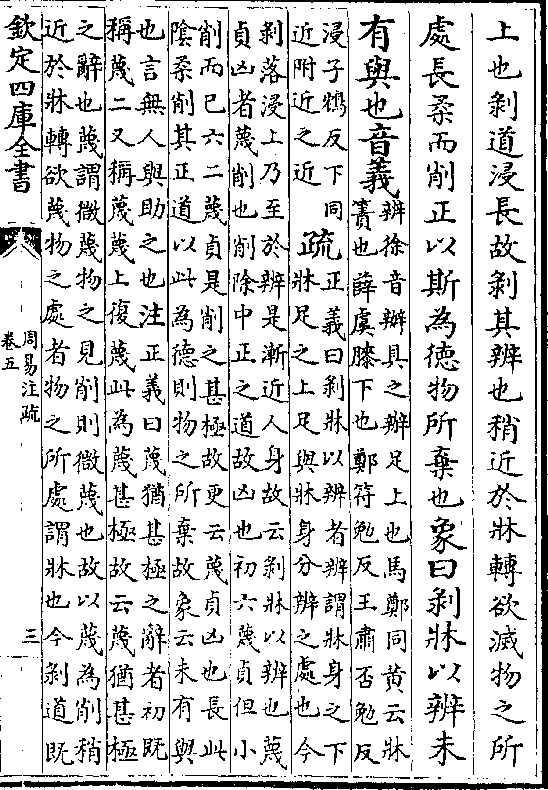 上也剝道浸長故剝其辨也稍近於牀轉欲滅物之所
處長柔而削正以斯為德物所棄也象曰剝牀以辨未
有與也音義
辨徐音辦具之辦足上也馬鄭同黄云牀
簀也薛虞膝下也鄭符勉反王肅否勉反
浸子鴆反下同
近附近之近
疏
正義曰剝牀以辨者辨謂牀身之下
牀足之上足與牀身分辨之處也今
剝落浸上乃至於辨是漸近人身故云剝牀以辨也蔑
貞凶者蔑削也削除中正之道故凶也初六蔑貞但小
削而已六二蔑貞是削之甚極故更云蔑貞凶也長此
陰柔削其正道以此為德則物之所棄故象云未有與
也言無人與助之也注正義曰蔑猶甚極之辭者初既
稱蔑二又稱蔑蔑上復蔑此為蔑甚極故云蔑猶甚極
之辭也蔑謂微蔑物之見削則微蔑也故以蔑為削稍
近於牀轉欲蔑物之處者物之所處謂牀也今剝道既
欽定四庫全書
周易注疏
卷五
三